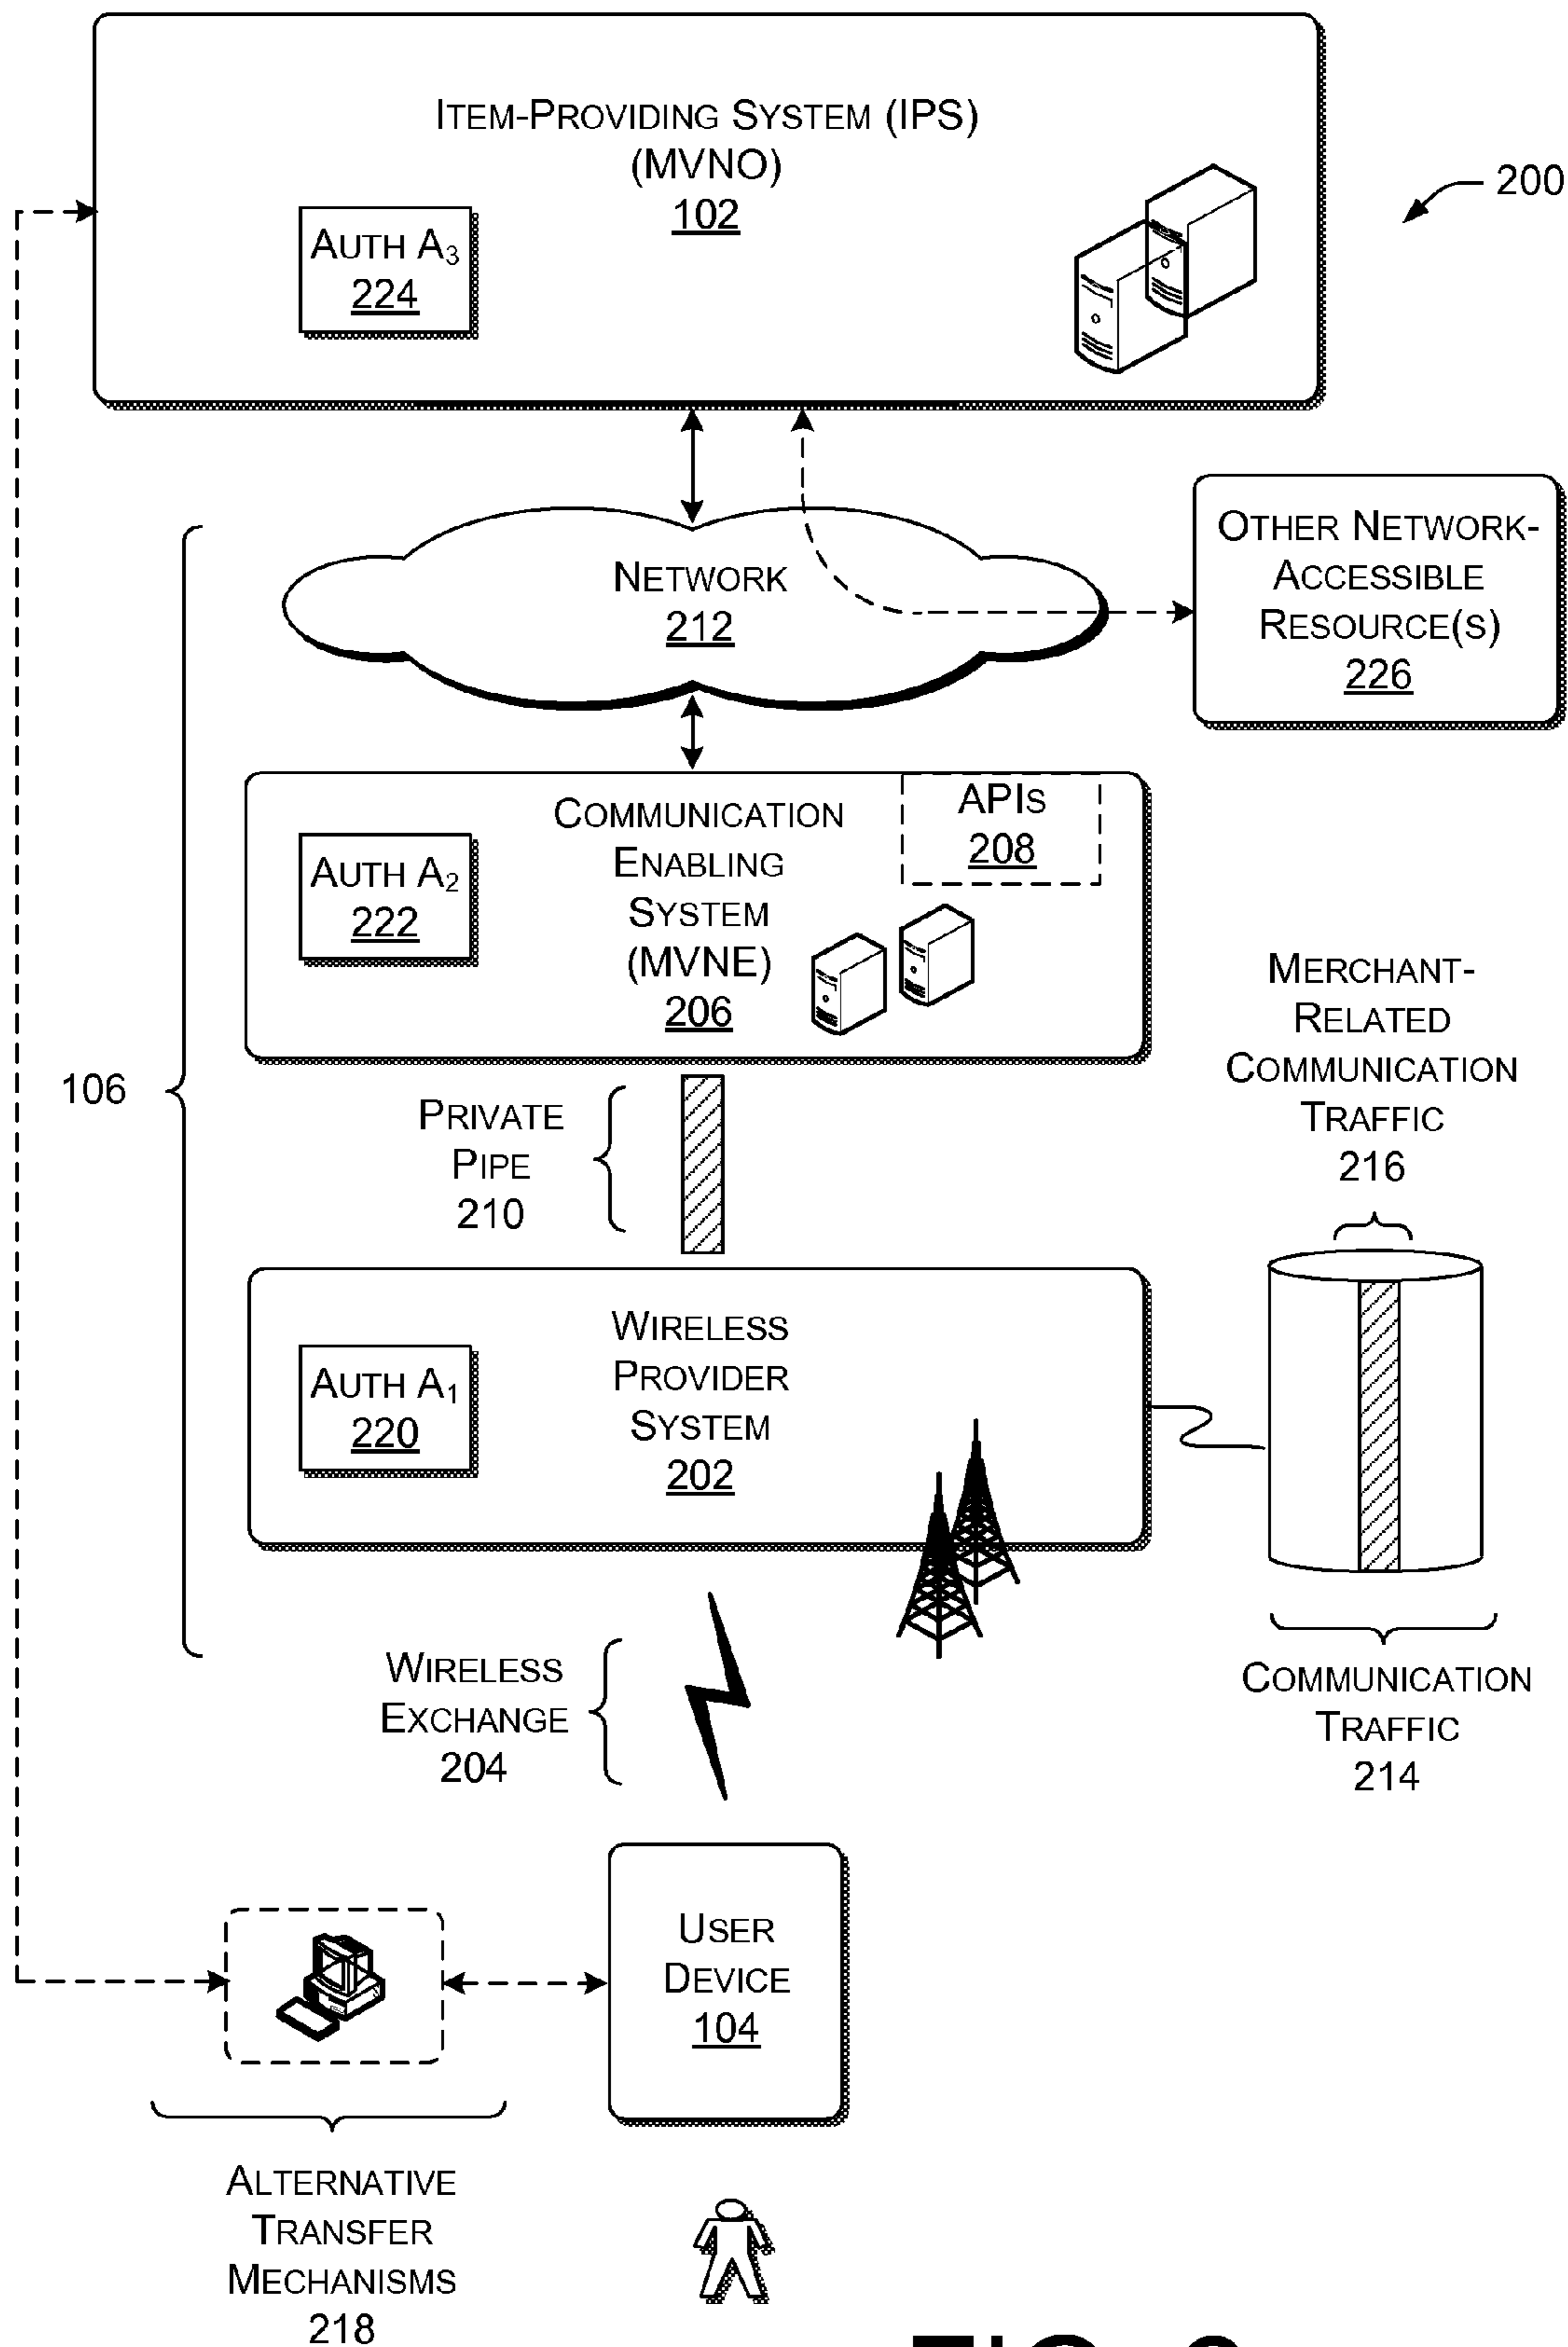 ITEM-PROVIDING SYSTEM (IPS)
(MVNO)
102
200
AUTH A3
224
NETWORK
212
OTHER NETWORK-
ACCESSIBLE
RESOURCE(S)
226
COMMUNICATION
ENABLING
SYSTEM
(MVNE)
206
APIS
208
AUTH A2
222
106
PRIVATE
PIPE
210
MERCHANT-
RELATED
COMMUNICATION
TRAFFIC
216
WIRELESS
PROVIDER
SYSTEM
202
AUTH A1
220
WIRELESS
EXCHANGE
204
COMMUNICATION
TRAFFIC
214
USER
DEVICE
104
ALTERNATIVE
TRANSFER
MECHANISMS
218